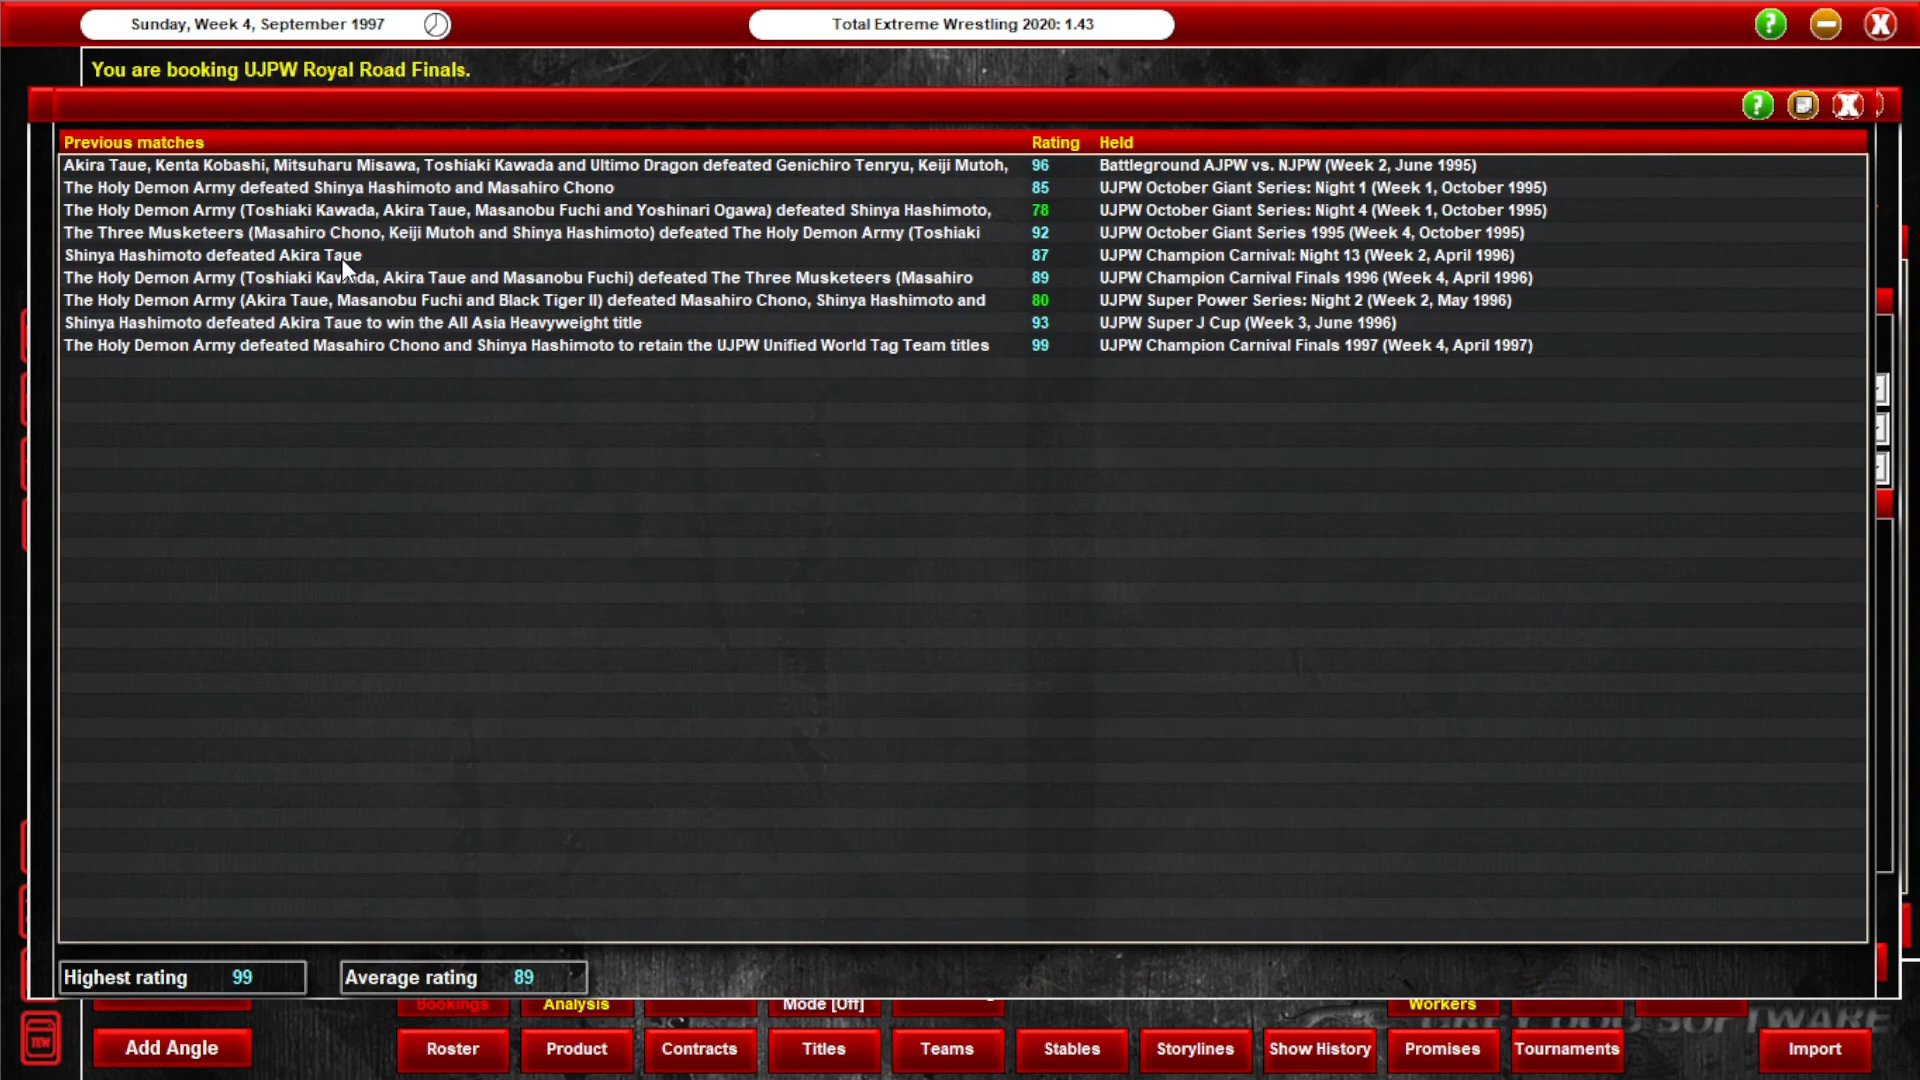 Sunday, Week 4, September 1997
Total Extreme Wrestling 2020: 1.43
You are booking UJPW Royal Road Finals.
Previous matches Rating Held
Akira Taue, Kenta Kobashi, Mitsuharu Misawa, Toshiaki Kawada and Ultimo Dragon defeated Genichiro Tenryu, Keiji Mutoh, 96 Battleground AJPW vs. NJPW (Week 2, June 1995)
The Holy Demon Army defeated Shinya Hashimoto and Masahiro Chono 85 UJPW October Giant Series: Night 1 (Week 1, October 1995)
The Holy Demon Army (Toshiaki Kawada, Akira Taue, Masanobu Fuchi and Yoshinari Ogawa) defeated Shinya Hashimoto, 78 UJPW October Giant Series: Night 4 (Week 1, October 1995)
The Three Musketeers (Masahiro Chono, Keiji Mutoh and Shinya Hashimoto) defeated The Holy Demon Army (Toshiaki 92 UJPW October Giant Series 1995 (Week 4, October 1995)
Shinya Hashimoto defeated Akira Taue 87 UJPW Champion Carnival: Night 13 (Week 2, April 1996)
The Holy Demon Army (Toshiaki Kawada, Akira Taue and Masanobu Fuchi) defeated The Three Musketeers (Masahiro 89 UJPW Champion Carnival Finals 1996 (Week 4, April 1996)
The Holy Demon Army (Akira Taue, Masanobu Fuchi and Black Tiger II) defeated Masahiro Chono, Shinya Hashimoto and 80 UJPW Super Power Series: Night 2 (Week 2, May 1996)
Shinya Hashimoto defeated Akira Taue to win the All Asia Heavyweight title 93 UJPW Super J Cup (Week 3, June 1996)
The Holy Demon Army defeated Masahiro Chono and Shinya Hashimoto to retain the UJPW Unified World Tag Team titles 99 UJPW Champion Carnival Finals 1997 (Week 4, April 1997)
Highest rating 99 Average rating 89
Bookings Analysis Mode [Off] Workers
TEW Add Angle Roster Product Contracts Titles Teams Stables Storylines Show History Promises Tournaments Import